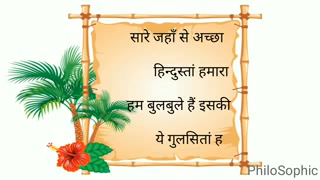 सारे जहाँ से अच्छा
हिन्दुस्तां हमारा
हम बुलबुले हैं इसकी
ये गुलसितां ह
PhiloSophic